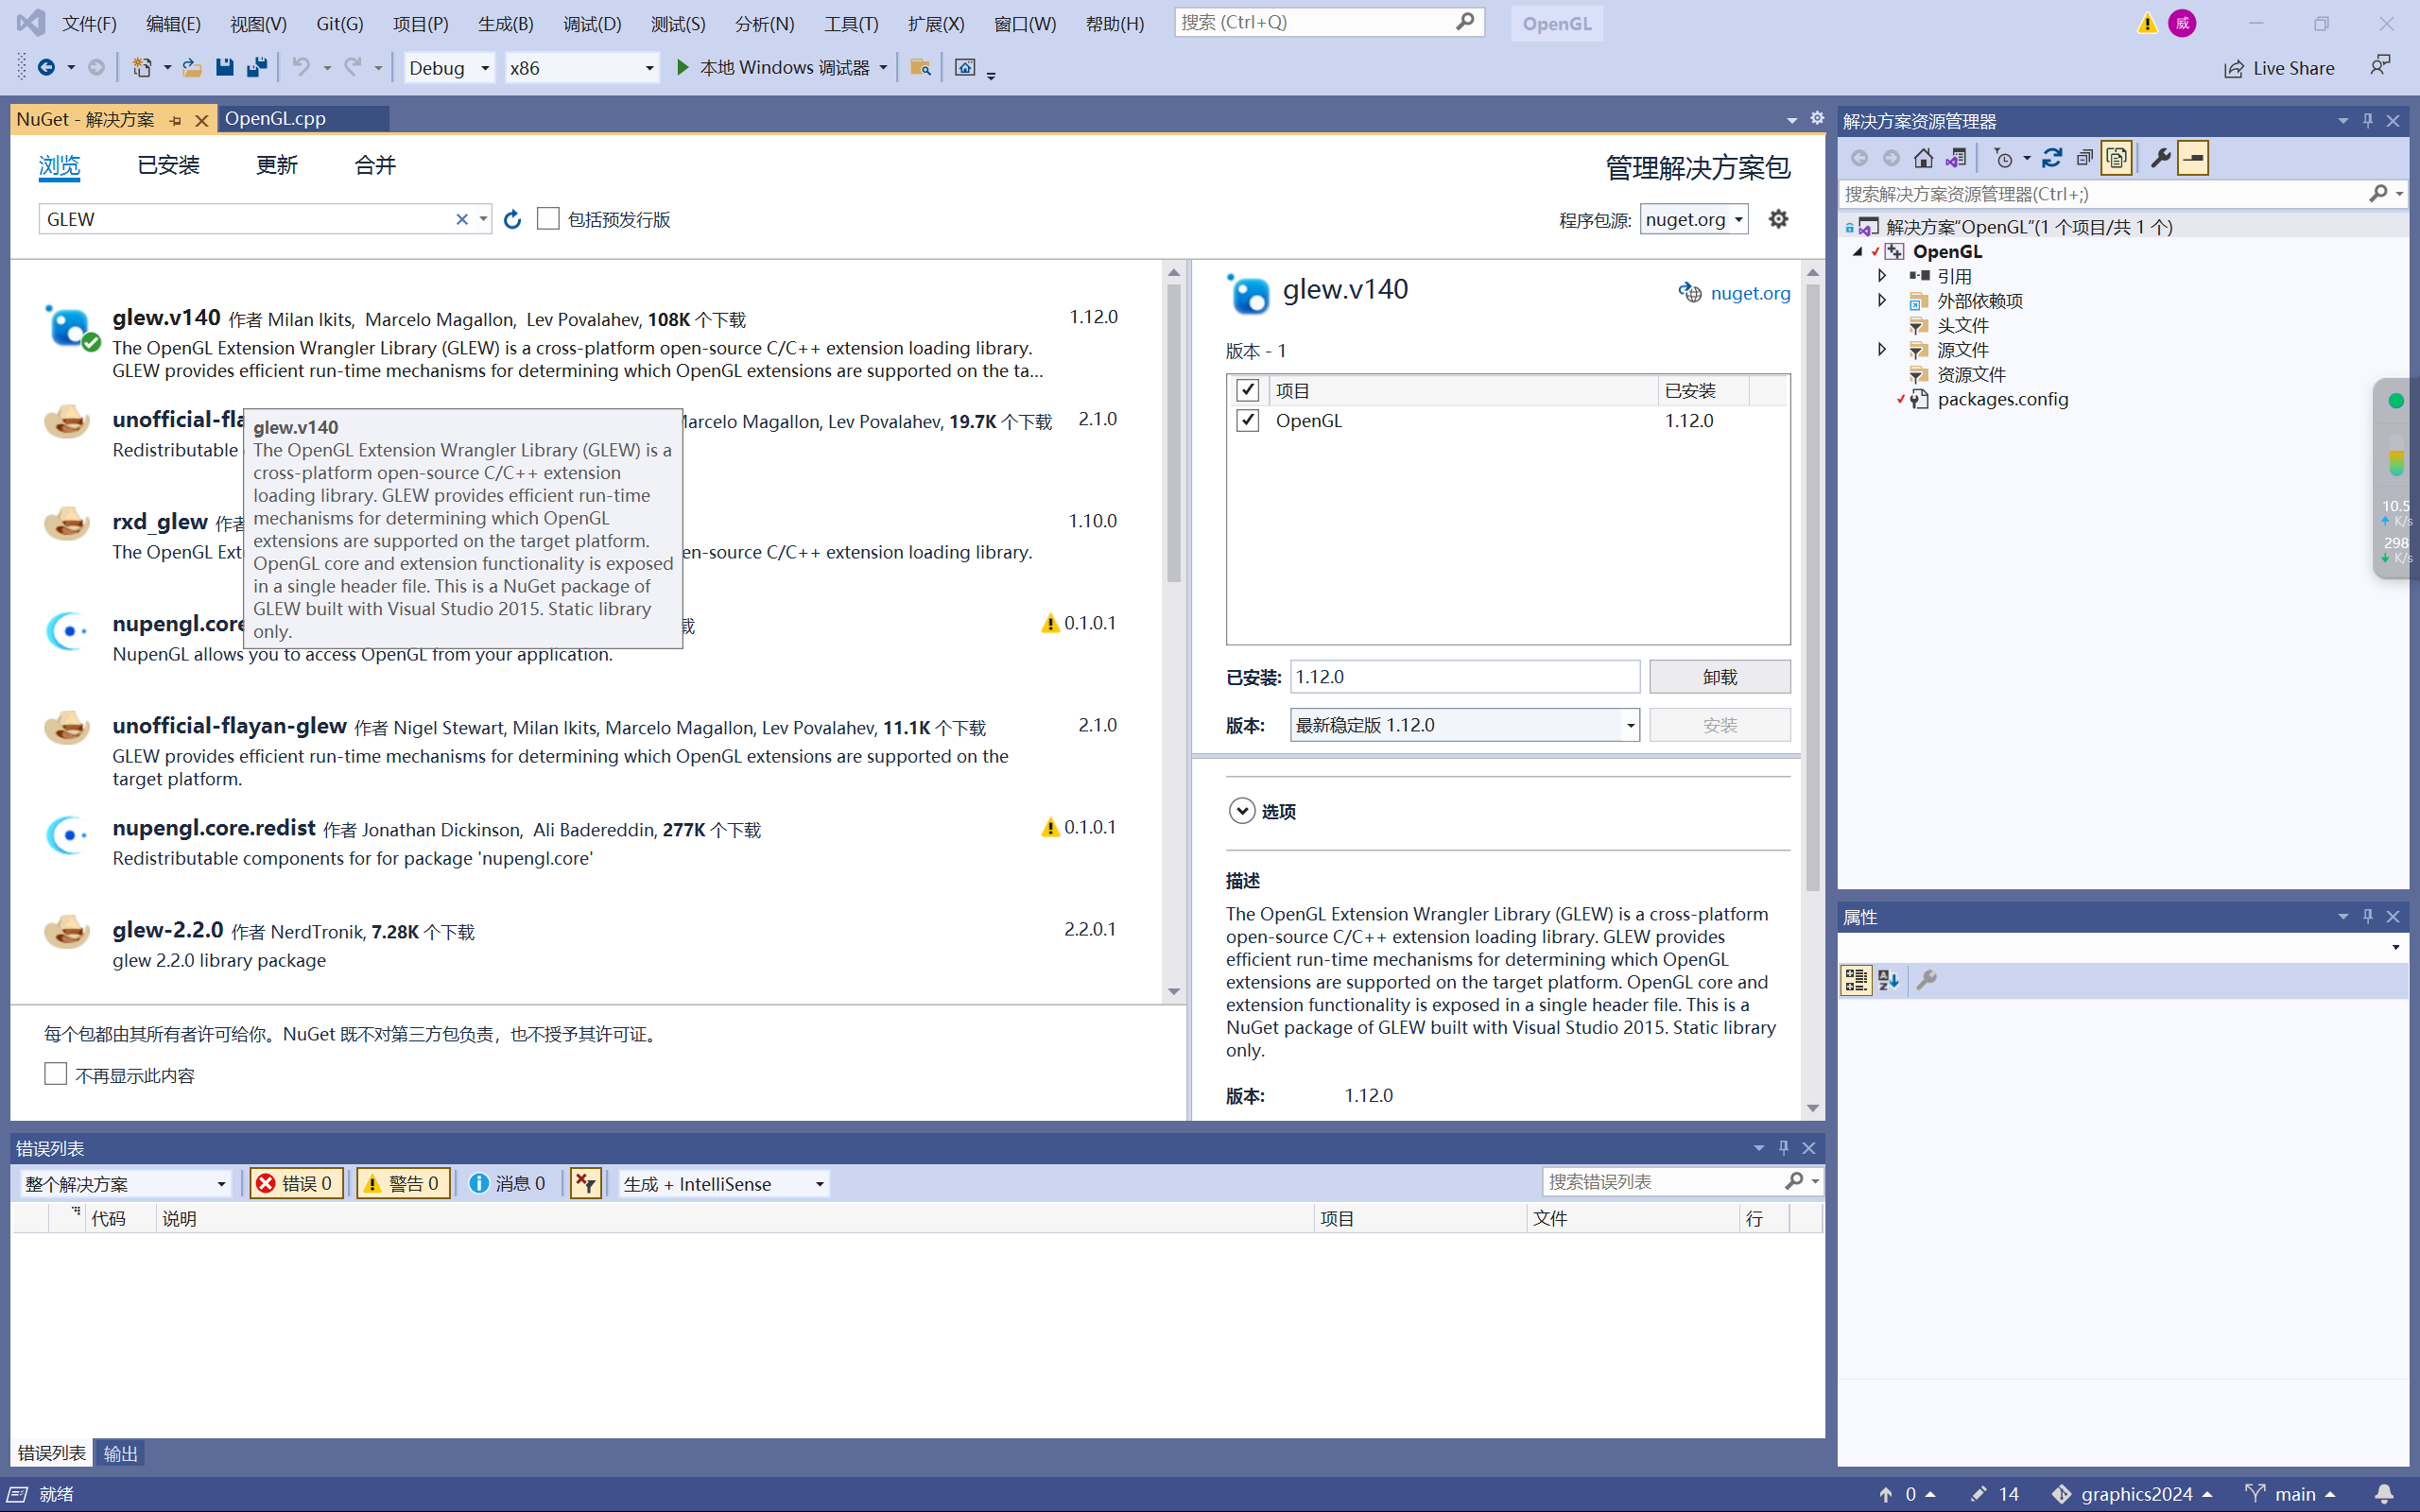 文件(F) 编辑(E) 视图(V) Git(G) 项目(P) 生成(B) 调试(D) 测试(S) 分析(N) 工具(T) 扩展(X) 窗口(W) 帮助(H) 搜索 (Ctrl+Q) OpenGL 威
Debug x86 本地 Windows 调试器 Live Share
NuGet - 解决方案 OpenGL.cpp
浏览 已安装 更新 合并 管理解决方案包
GLEW 包括预发行版 程序包源: nuget.org
glew.v140 作者 Milan Ikits, Marcelo Magallon, Lev Povalahev, 108K 个下载 1.12.0
The OpenGL Extension Wrangler Library (GLEW) is a cross-platform open-source C/C++ extension loading library.
GLEW provides efficient run-time mechanisms for determining which OpenGL extensions are supported on the ta...
unofficial-fla Marcelo Magallon, Lev Povalahev, 19.7K 个下载 2.1.0
Redistributable
rxd_glew 作者 1.10.0
The OpenGL Ext en-source C/C++ extension loading library.
nupengl.core 载 0.1.0.1
NupenGL allows you to access OpenGL from your application.
glew.v140
The OpenGL Extension Wrangler Library (GLEW) is a
cross-platform open-source C/C++ extension
loading library. GLEW provides efficient run-time
mechanisms for determining which OpenGL
extensions are supported on the target platform.
OpenGL core and extension functionality is exposed
in a single header file. This is a NuGet package of
GLEW built with Visual Studio 2015. Static library
only.
unofficial-flayan-glew 作者 Nigel Stewart, Milan Ikits, Marcelo Magallon, Lev Povalahev, 11.1K 个下载 2.1.0
GLEW provides efficient run-time mechanisms for determining which OpenGL extensions are supported on the
target platform.
nupengl.core.redist 作者 Jonathan Dickinson, Ali Badereddin, 277K 个下载 0.1.0.1
Redistributable components for for package 'nupengl.core'
glew-2.2.0 作者 NerdTronik, 7.28K 个下载 2.2.0.1
glew 2.2.0 library package
每个包都由其所有者许可给你。NuGet 既不对第三方包负责，也不授予其许可证。
不再显示此内容
glew.v140 nuget.org
版本 - 1
项目 已安装
OpenGL 1.12.0
已安装: 1.12.0 卸载
版本: 最新稳定版 1.12.0 安装
选项
描述
The OpenGL Extension Wrangler Library (GLEW) is a cross-platform
open-source C/C++ extension loading library. GLEW provides
efficient run-time mechanisms for determining which OpenGL
extensions are supported on the target platform. OpenGL core and
extension functionality is exposed in a single header file. This is a
NuGet package of GLEW built with Visual Studio 2015. Static library
only.
版本: 1.12.0
解决方案资源管理器
搜索解决方案资源管理器(Ctrl+;)
解决方案“OpenGL”(1 个项目/共 1 个)
OpenGL
引用
外部依赖项
头文件
源文件
资源文件
packages.config
10.5
K/s
298
K/s
属性
错误列表
整个解决方案 错误 0 警告 0 消息 0 生成 + IntelliSense 搜索错误列表
代码 说明 项目 文件 行
错误列表 输出
就绪 0 14 graphics2024 main